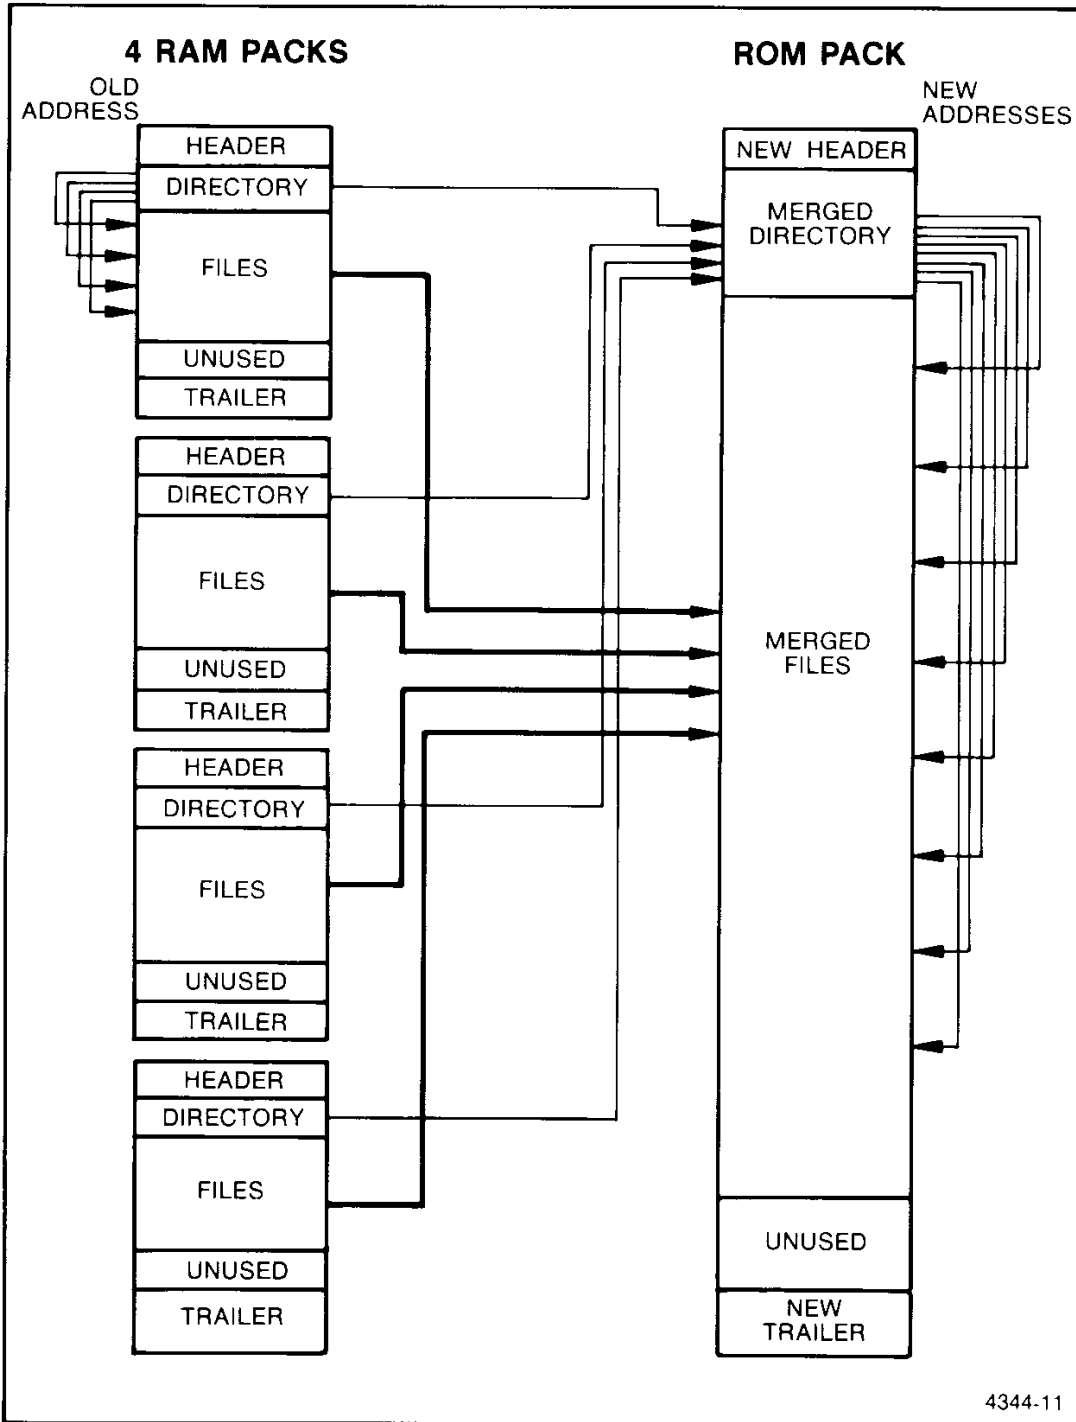 4 RAM PACKS
OLD
ADDRESS
HEADER
DIRECTORY
FILES
UNUSED
TRAILER
HEADER
DIRECTORY
FILES
UNUSED
TRAILER
HEADER
DIRECTORY
FILES
UNUSED
TRAILER
HEADER
DIRECTORY
FILES
UNUSED
TRAILER
ROM PACK
NEW
ADDRESSES
NEW HEADER
MERGED
DIRECTORY
MERGED
FILES
UNUSED
NEW
TRAILER
4344-11